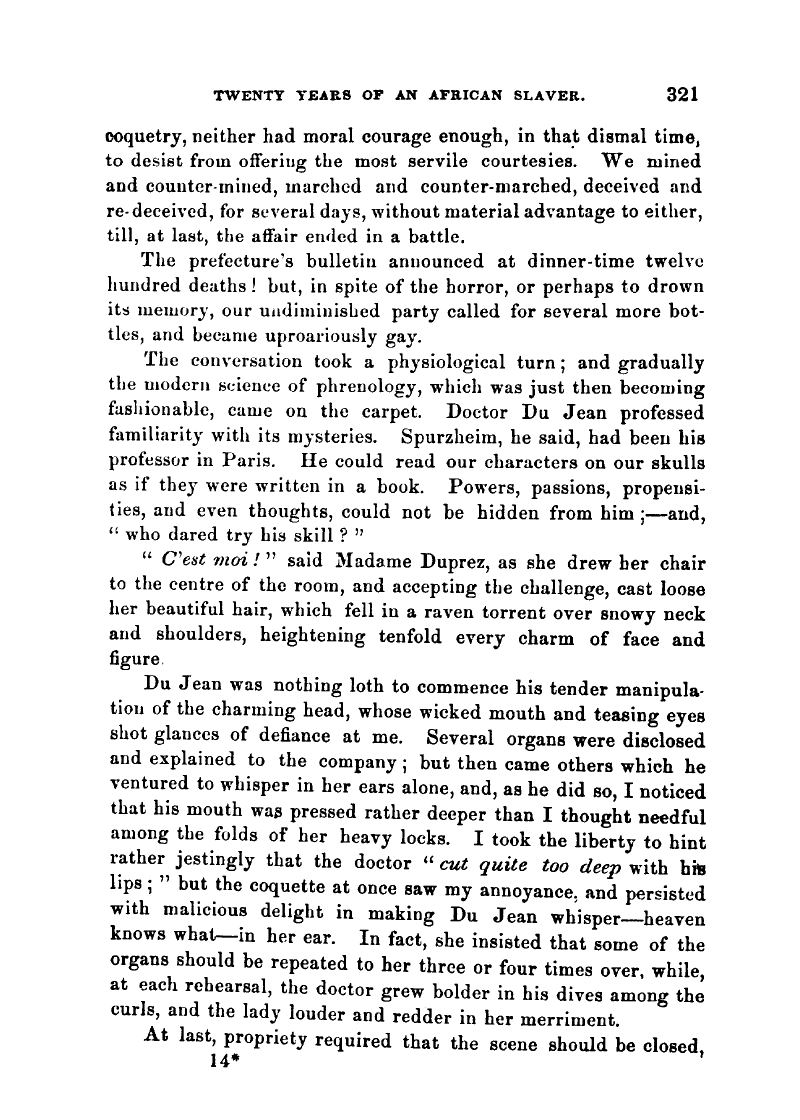 TWENTY YEARS OF AN AFRICAN SLAVER. 321
coquetry, neither had moral courage enough, in that dismal time,
to desist from offering the most servile courtesies. We mined
and counter-mined, marched and counter-marched, deceived and
re-deceived, for several days, without material advantage to either,
till, at last, the affair ended in a battle.
The prefecture's bulletin announced at dinner-time twelve
hundred deaths! but, in spite of the horror, or perhaps to drown
its memory, our undiminished party called for several more bot-
tles, and became uproariously gay.
The conversation took a physiological turn; and gradually
the modern science of phrenology, which was just then becoming
fashionable, came on the carpet. Doctor Du Jean professed
familiarity with its mysteries. Spurzheim, he said, had been his
professor in Paris. He could read our characters on our skulls
as if they were written in a book. Powers, passions, propensi-
ties, and even thoughts, could not be hidden from him;—and,
" who dared try his skill ? "
" C'est moi ! " said Madame Duprez, as she drew her chair
to the centre of the room, and accepting the challenge, cast loose
her beautiful hair, which fell in a raven torrent over snowy neck
and shoulders, heightening tenfold every charm of face and
figure.
Du Jean was nothing loth to commence his tender manipula-
tion of the charming head, whose wicked mouth and teasing eyes
shot glances of defiance at me. Several organs were disclosed
and explained to the company; but then came others which he
ventured to whisper in her ears alone, and, as he did so, I noticed
that his mouth was pressed rather deeper than I thought needful
among the folds of her heavy locks. I took the liberty to hint
rather jestingly that the doctor " cut quite too deep with his
lips ; " but the coquette at once saw my annoyance, and persisted
with malicious delight in making Du Jean whisper—heaven
knows what—in her ear. In fact, she insisted that some of the
organs should be repeated to her three or four times over, while,
at each rehearsal, the doctor grew bolder in his dives among the
curls, and the lady louder and redder in her merriment.
At last, propriety required that the scene should be closed,
14*